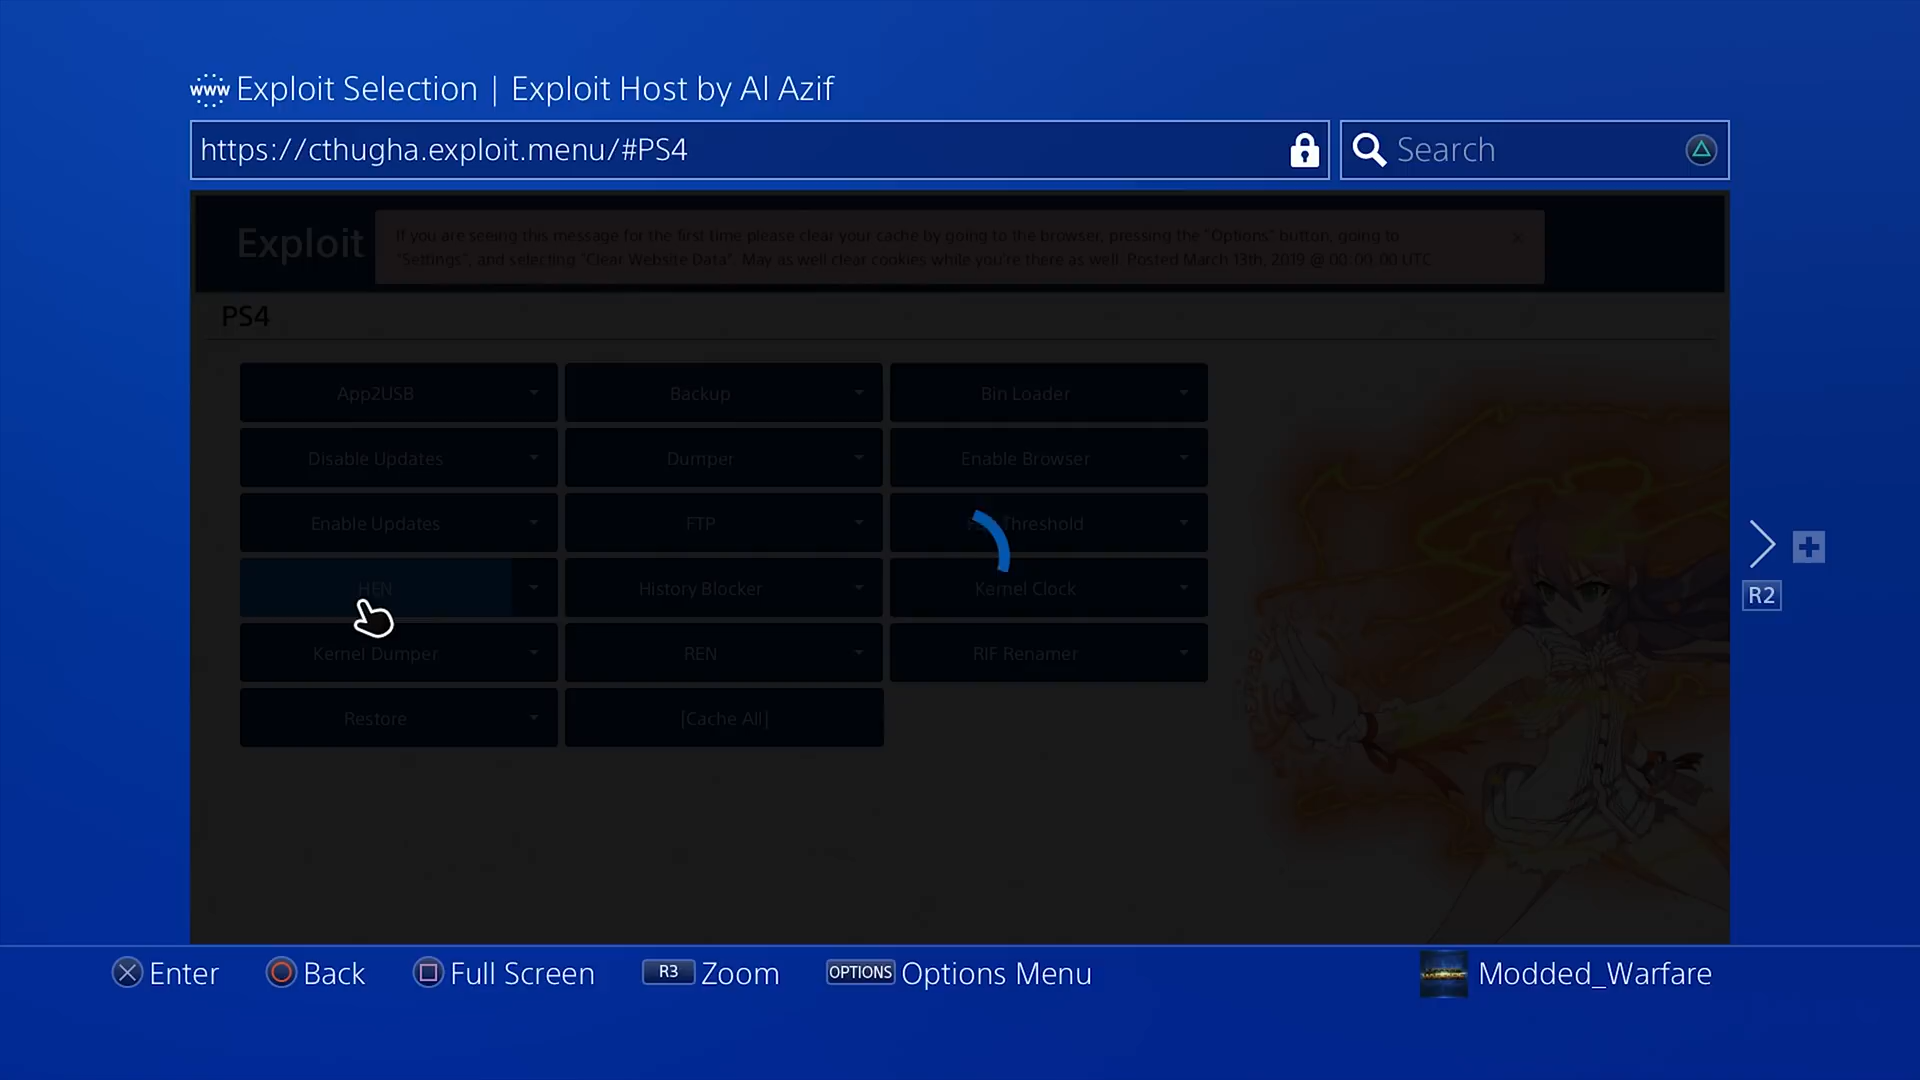 www Exploit Selection | Exploit Host by Al Azif
https://cthugha.exploit.menu/#PS4
Search
Exploit
If you are seeing this message for the first time please clear your cache by going to the browser, pressing the "Options" button, going to
"Settings", and selecting "Clear Website Data". May as well clear cookies while you're there as well. Posted March 13th, 2019 @ 00:00:00 UTC
×
PS4
App2USB
Backup
Bin Loader
Disable Updates
Dumper
Enable Browser
Enable Updates
FTP
Threshold
HEN
History Blocker
Kernel Clock
Kernel Dumper
REN
RIF Renamer
Restore
[Cache All]
R2
Enter
Back
Full Screen
R3 Zoom
OPTIONS Options Menu
Modded_Warfare